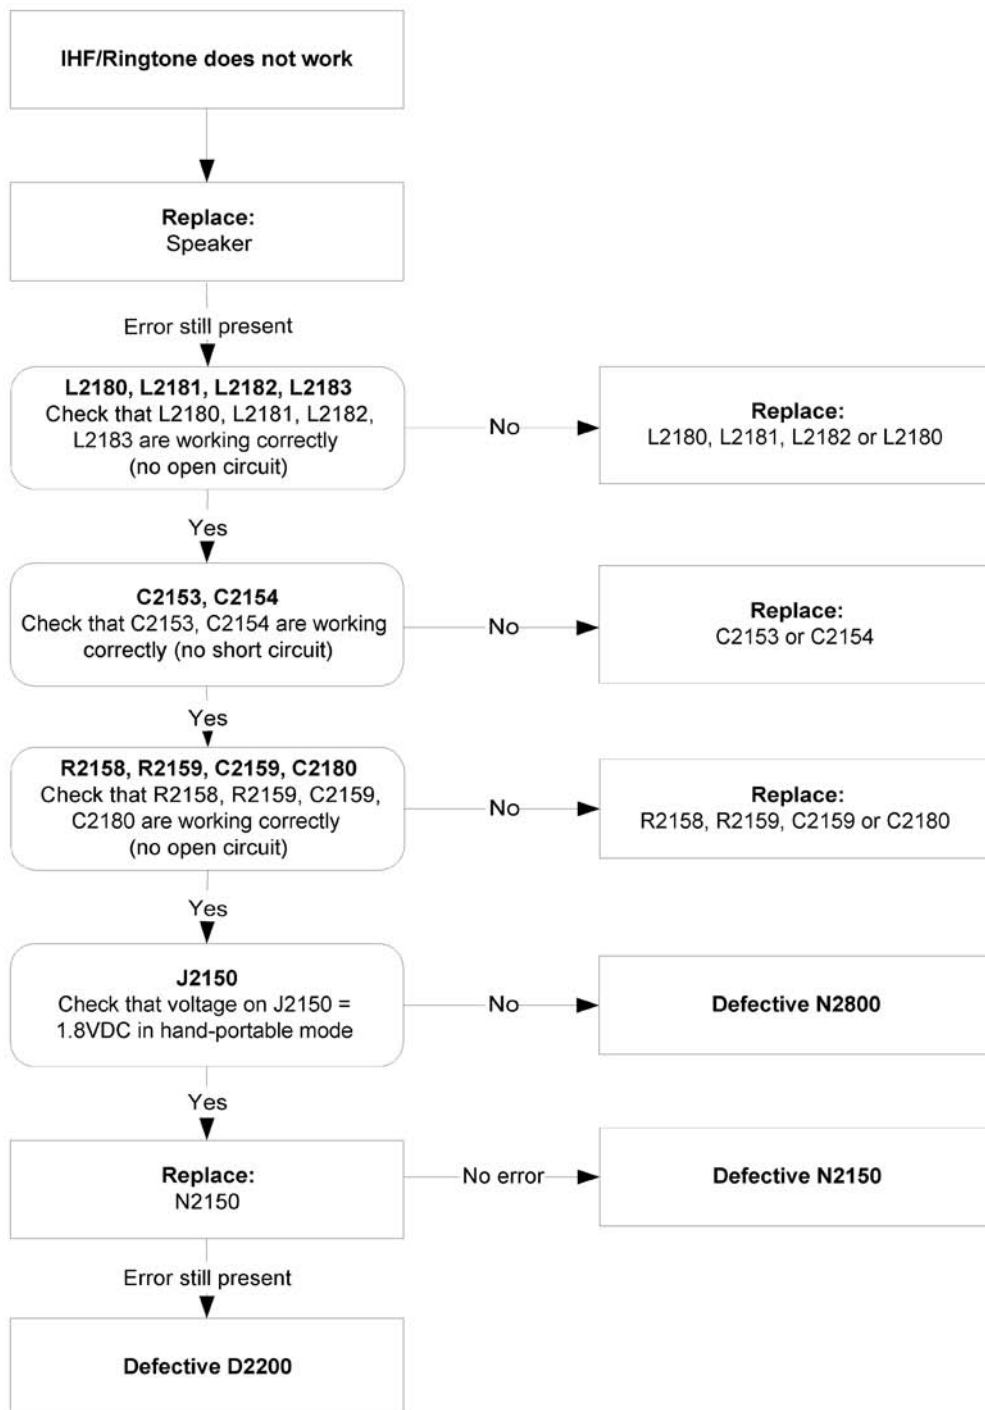 IHF/Ringtone does not work
Replace:
Speaker
Error still present
L2180, L2181, L2182, L2183
Check that L2180, L2181, L2182,
L2183 are working correctly
(no open circuit)
No
Replace:
L2180, L2181, L2182 or L2180
Yes
C2153, C2154
Check that C2153, C2154 are working
correctly (no short circuit)
No
Replace:
C2153 or C2154
Yes
R2158, R2159, C2159, C2180
Check that R2158, R2159, C2159,
C2180 are working correctly
(no open circuit)
No
Replace:
R2158, R2159, C2159 or C2180
Yes
J2150
Check that voltage on J2150 =
1.8VDC in hand-portable mode
No
Defective N2800
Yes
Replace:
N2150
No error
Defective N2150
Error still present
Defective D2200